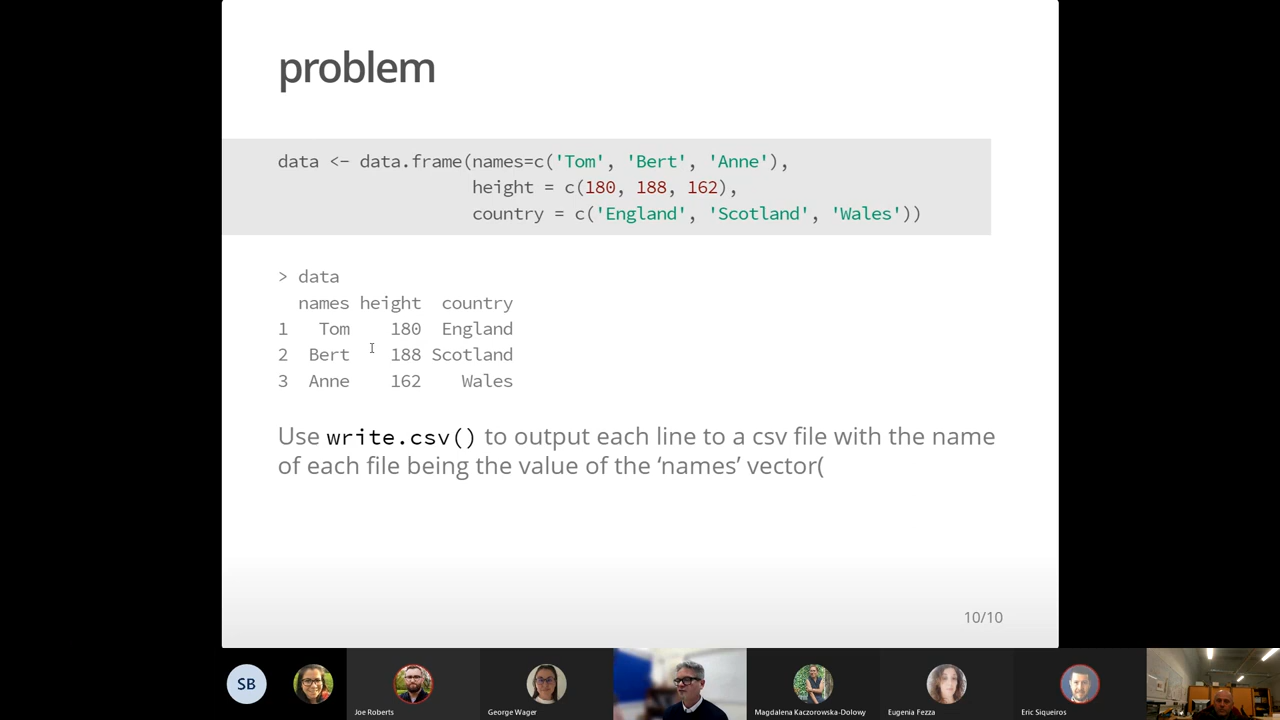 problem
data <- data.frame(names=c('Tom', 'Bert', 'Anne'),
height = c(180, 188, 162),
country = c('England', 'Scotland', 'Wales'))
> data
names height country
1 Tom 180 England
2 Bert 188 Scotland
3 Anne 162 Wales
Use write.csv() to output each line to a csv file with the name
of each file being the value of the ‘names’ vector(
10/10
SB
Joe Roberts
George Wager
Magdalena Kaczorowska-Dolowy
Eugenia Fezza
Eric Siqueiros